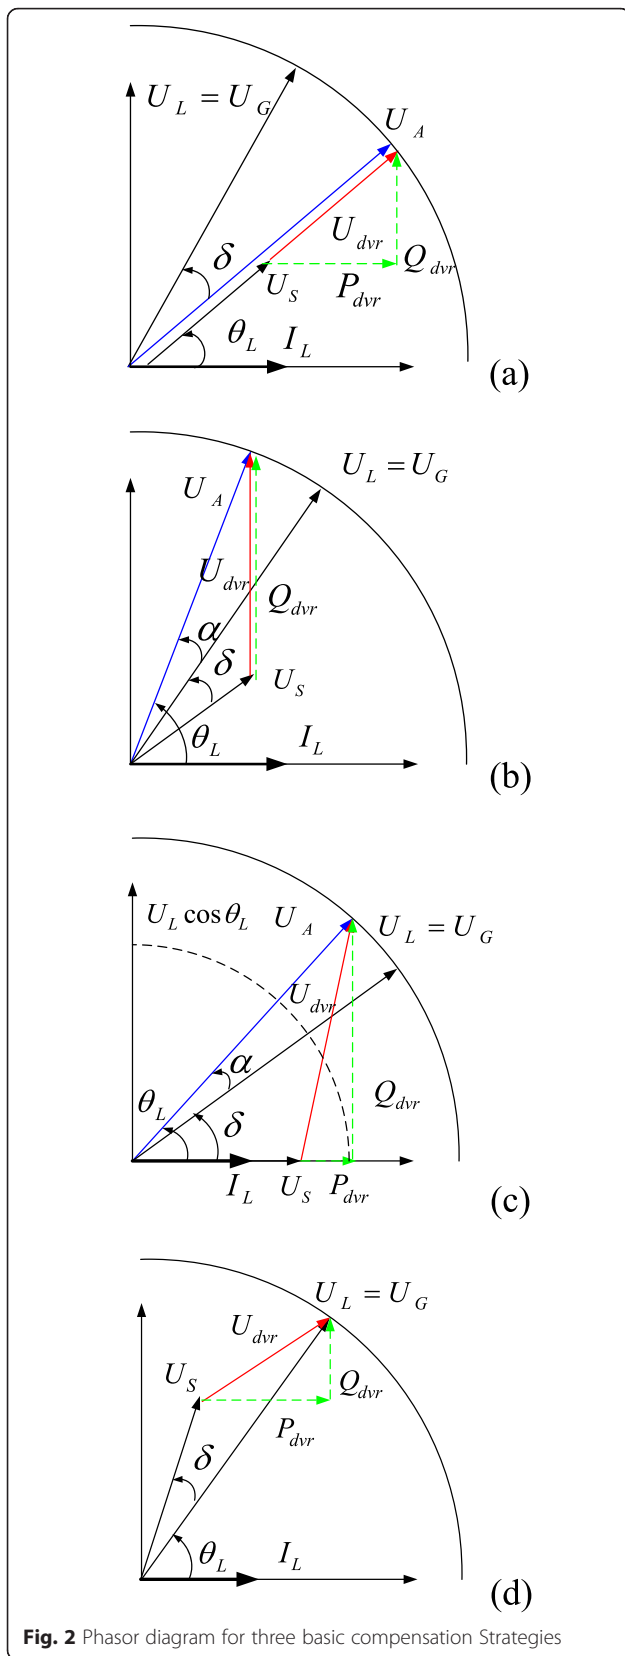 U_L = U_G
U_A
δ
U_dvr
Q_dvr
U_S
P_dvr
θ_L
I_L
(a)
U_L = U_G
U_A
U_dvr
Q_dvr
α
δ
U_S
θ_L
I_L
(b)
U_L cos θ_L
U_A
U_L = U_G
U_dvr
α
Q_dvr
θ_L
δ
I_L
U_S
P_dvr
(c)
U_L = U_G
U_dvr
U_S
Q_dvr
P_dvr
δ
θ_L
I_L
(d)
Fig. 2 Phasor diagram for three basic compensation Strategies